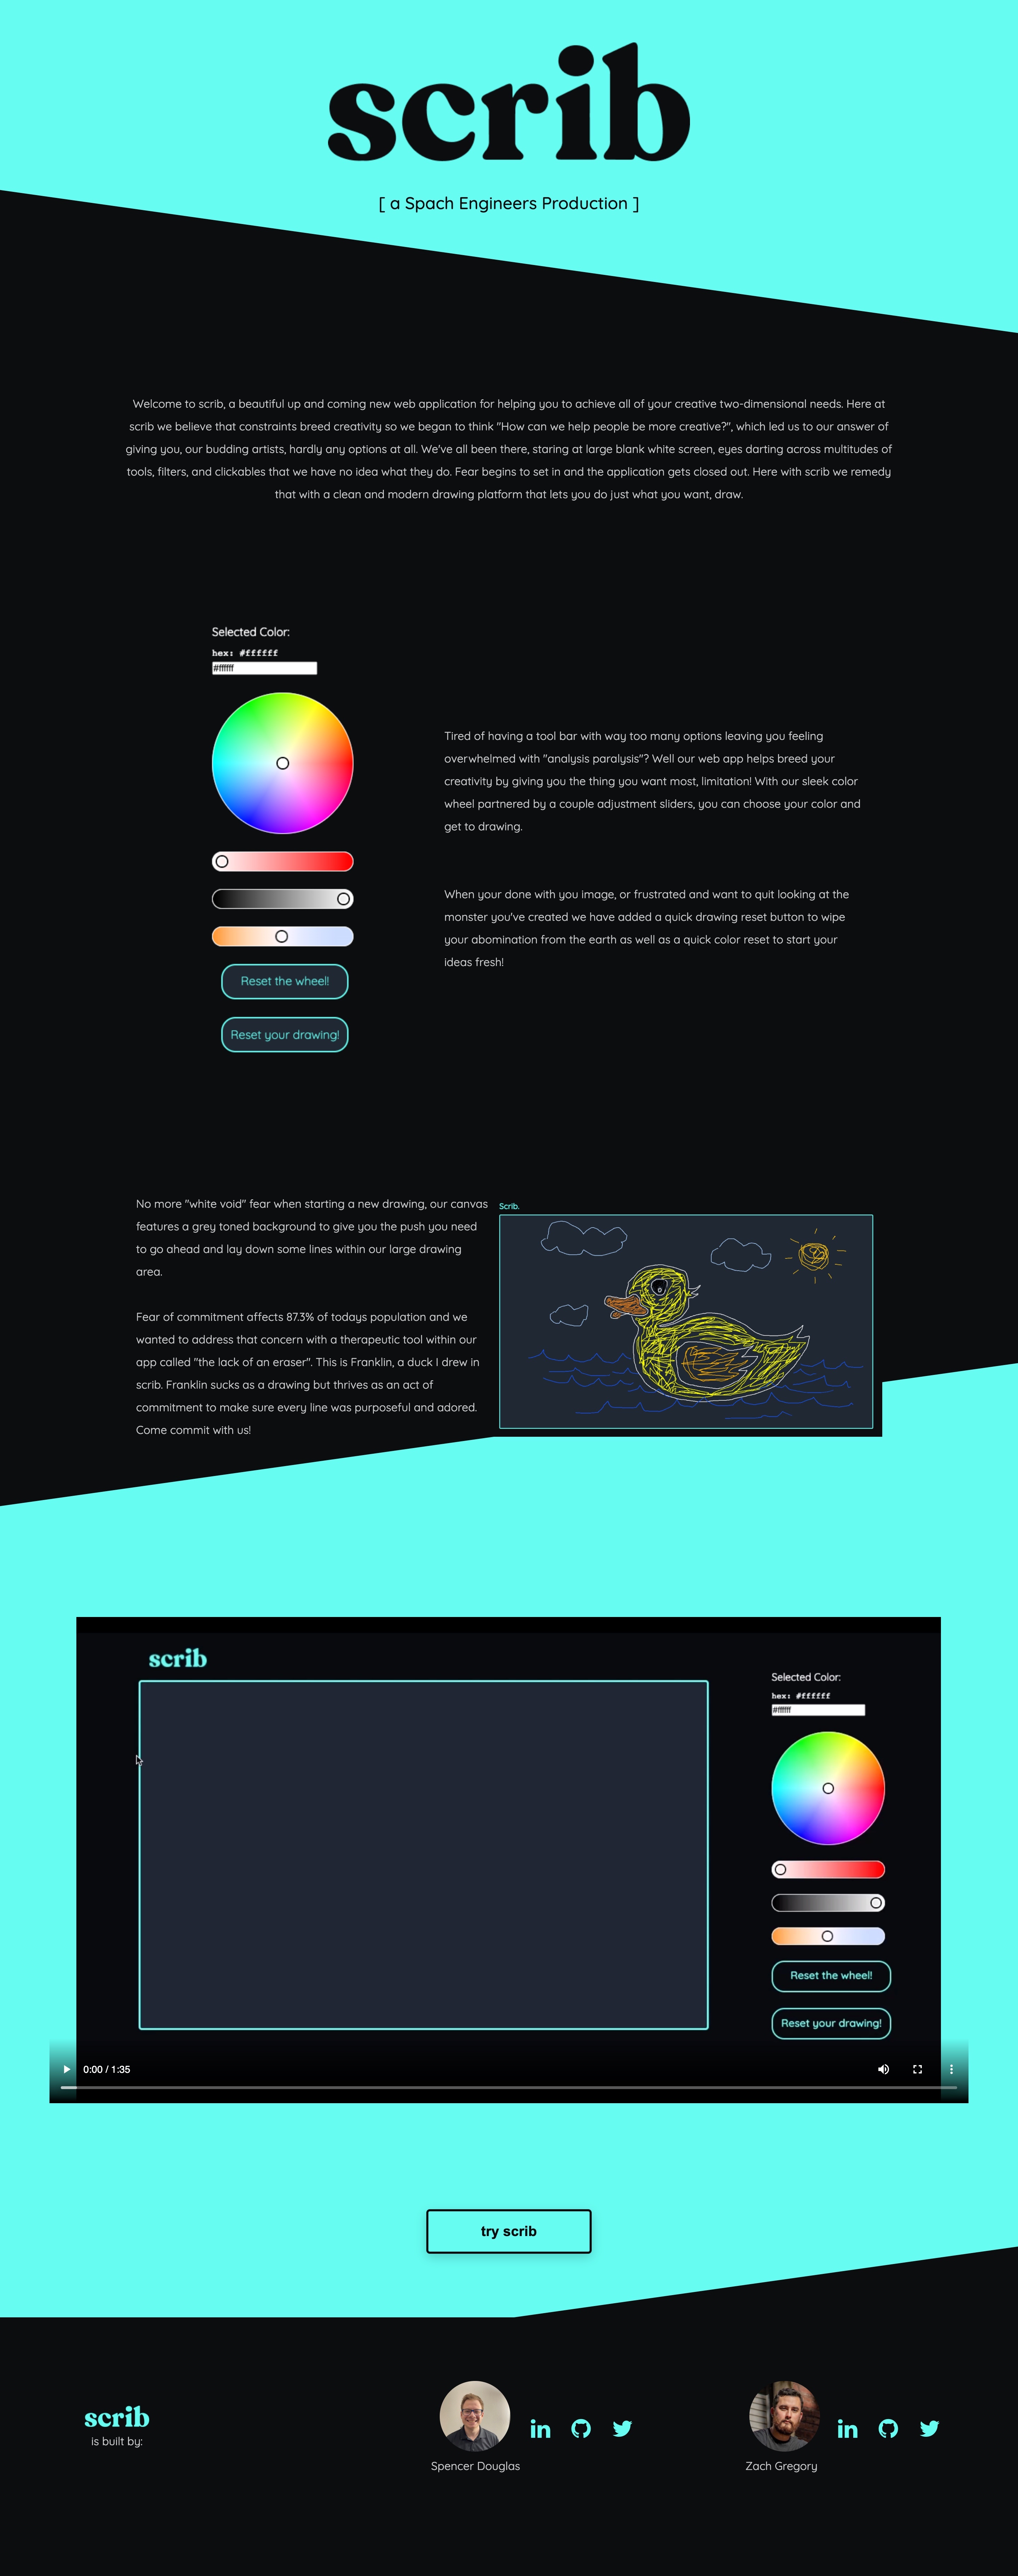 scrib
[ a Spach Engineers Production ]
Welcome to scrib, a beautiful up and coming new web application for helping you to achieve all of your creative two-dimensional needs. Here at
scrib we believe that constraints breed creativity so we began to think "How can we help people be more creative?", which led us to our answer of
giving you, our budding artists, hardly any options at all. We've all been there, staring at large blank white screen, eyes darting across multitudes of
tools, filters, and clickables that we have no idea what they do. Fear begins to set in and the application gets closed out. Here with scrib we remedy
that with a clean and modern drawing platform that lets you do just what you want, draw.
Selected Color:
hex: #ffffff
#ffffff
Reset the wheel!
Reset your drawing!
Tired of having a tool bar with way too many options leaving you feeling
overwhelmed with "analysis paralysis"? Well our web app helps breed your
creativity by giving you the thing you want most, limitation! With our sleek color
wheel partnered by a couple adjustment sliders, you can choose your color and
get to drawing.
When your done with you image, or frustrated and want to quit looking at the
monster you've created we have added a quick drawing reset button to wipe
your abomination from the earth as well as a quick color reset to start your
ideas fresh!
No more "white void" fear when starting a new drawing, our canvas
features a grey toned background to give you the push you need
to go ahead and lay down some lines within our large drawing
area.
Fear of commitment affects 87.3% of todays population and we
wanted to address that concern with a therapeutic tool within our
app called "the lack of an eraser". This is Franklin, a duck I drew in
scrib. Franklin sucks as a drawing but thrives as an act of
commitment to make sure every line was purposeful and adored.
Come commit with us!
Scrib.
scrib
Selected Color:
hex: #ffffff
#ffffff
Reset the wheel!
Reset your drawing!
0:00 / 1:35
try scrib
scrib
is built by:
Spencer Douglas
Zach Gregory